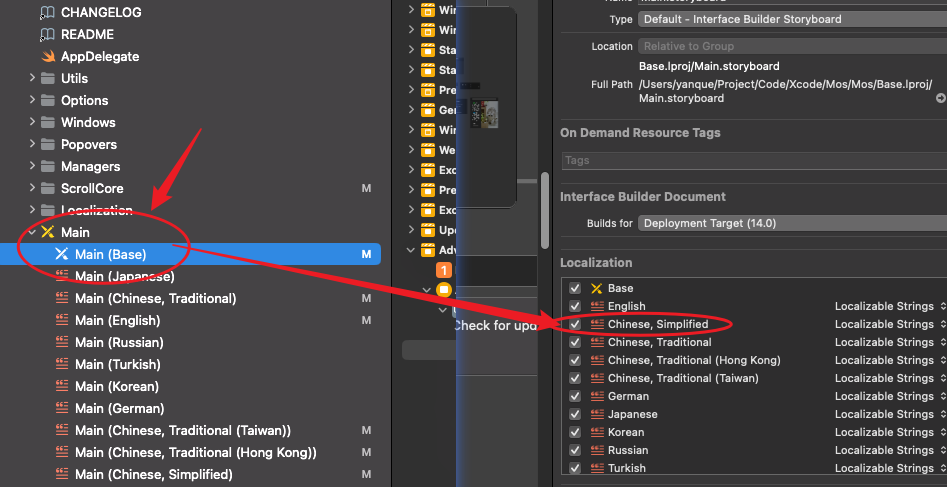 CHANGELOG
README
AppDelegate
Utils
Options
Windows
Popovers
Managers
ScrollCore M
Localization
Main
Main (Base) M
Main (Japanese)
Main (Chinese, Traditional) M
Main (English) M
Main (Russian)
Main (Turkish)
Main (Korean)
Main (German)
Main (Chinese, Traditional (Taiwan)) M
Main (Chinese, Traditional (Hong Kong)) M
Main (Chinese, Simplified) M
Win
Win
Sta
Sta
Pre
Ger
Win
We
Exc
Pre
Exc
Upd
Adv
1
Check for upd
Type Default - Interface Builder Storyboard
Location Relative to Group
Base.lproj/Main.storyboard
Full Path /Users/yanque/Project/Code/Xcode/Mos/Mos/Base.lproj/
Main.storyboard
On Demand Resource Tags
Tags
Interface Builder Document
Builds for Deployment Target (14.0)
Localization
Base
English Localizable Strings
Chinese, Simplified Localizable Strings
Chinese, Traditional Localizable Strings
Chinese, Traditional (Hong Kong) Localizable Strings
Chinese, Traditional (Taiwan) Localizable Strings
German Localizable Strings
Japanese Localizable Strings
Korean Localizable Strings
Russian Localizable Strings
Turkish Localizable Strings